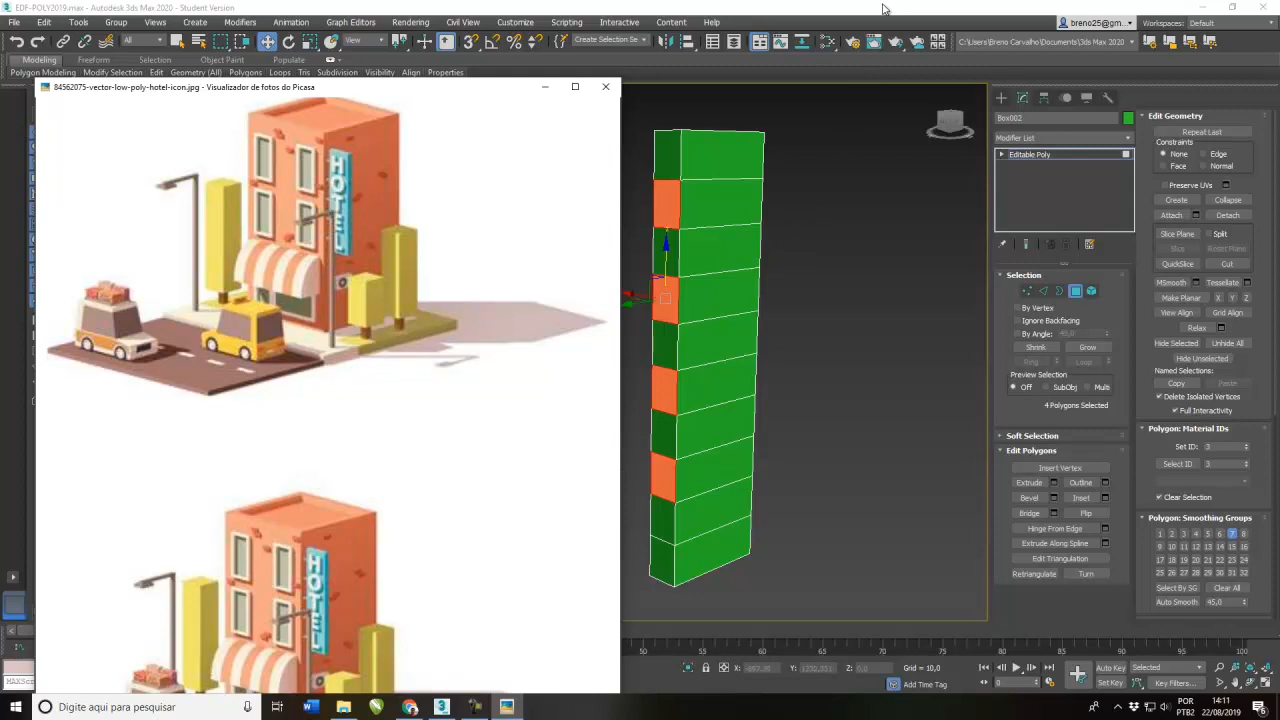 EDF-POLY2019.max - Autodesk 3ds Max 2020 - Student Version
File Edit Tools Group Views Create Modifiers Animation Graph Editors Rendering Civil View Customize Scripting Interactive Content Help
breno25@gm...
Workspaces: Default
All
View
Create Selection Se
C:\Users\Breno Carvalho\Documents\3ds Max 2020
Modeling Freeform Selection Object Paint Populate
Polygon Modeling Modify Selection Edit Geometry (All) Polygons Loops Tris Subdivision Visibility Align Properties
84562075-vector-low-poly-hotel-icon.jpg - Visualizador de fotos do Picasa
HOTEL
HOTEL
Box002
Modifier List
Editable Poly
Selection
By Vertex
Ignore Backfacing
By Angle: 45,0
Shrink Grow
Ring Loop
Preview Selection
Off SubObj Multi
4 Polygons Selected
Soft Selection
Edit Polygons
Insert Vertex
Extrude Outline
Bevel Inset
Bridge Flip
Hinge From Edge
Extrude Along Spline
Edit Triangulation
Retriangulate Turn
Edit Geometry
Repeat Last
Constraints
None Edge
Face Normal
Preserve UVs
Create Collapse
Attach Detach
Slice Plane Split
Slice Reset Plane
QuickSlice Cut
MSmooth Tessellate
Make Planar X Y Z
View Align Grid Align
Relax
Hide Selected Unhide All
Hide Unselected
Named Selections:
Copy Paste
Delete Isolated Vertices
Full Interactivity
Polygon: Material IDs
Set ID: 3
Select ID 3
Clear Selection
Polygon: Smoothing Groups
1 2 3 4 5 6 7 8
9 10 11 12 13 14 15 16
17 18 19 20 21 22 23 24
25 26 27 28 29 30 31 32
Select By SG Clear All
Auto Smooth 45,0
50 55 60 65 70 75 80 85 90 95 100
MAXScr
X: -697,36 Y: 1232,551 Z: 0,0 Grid = 10,0
Add Time Tag
0
Auto Key Selected
Set Key Key Filters...
Digite aqui para pesquisar
POR
PTB2
14:11
22/08/2019